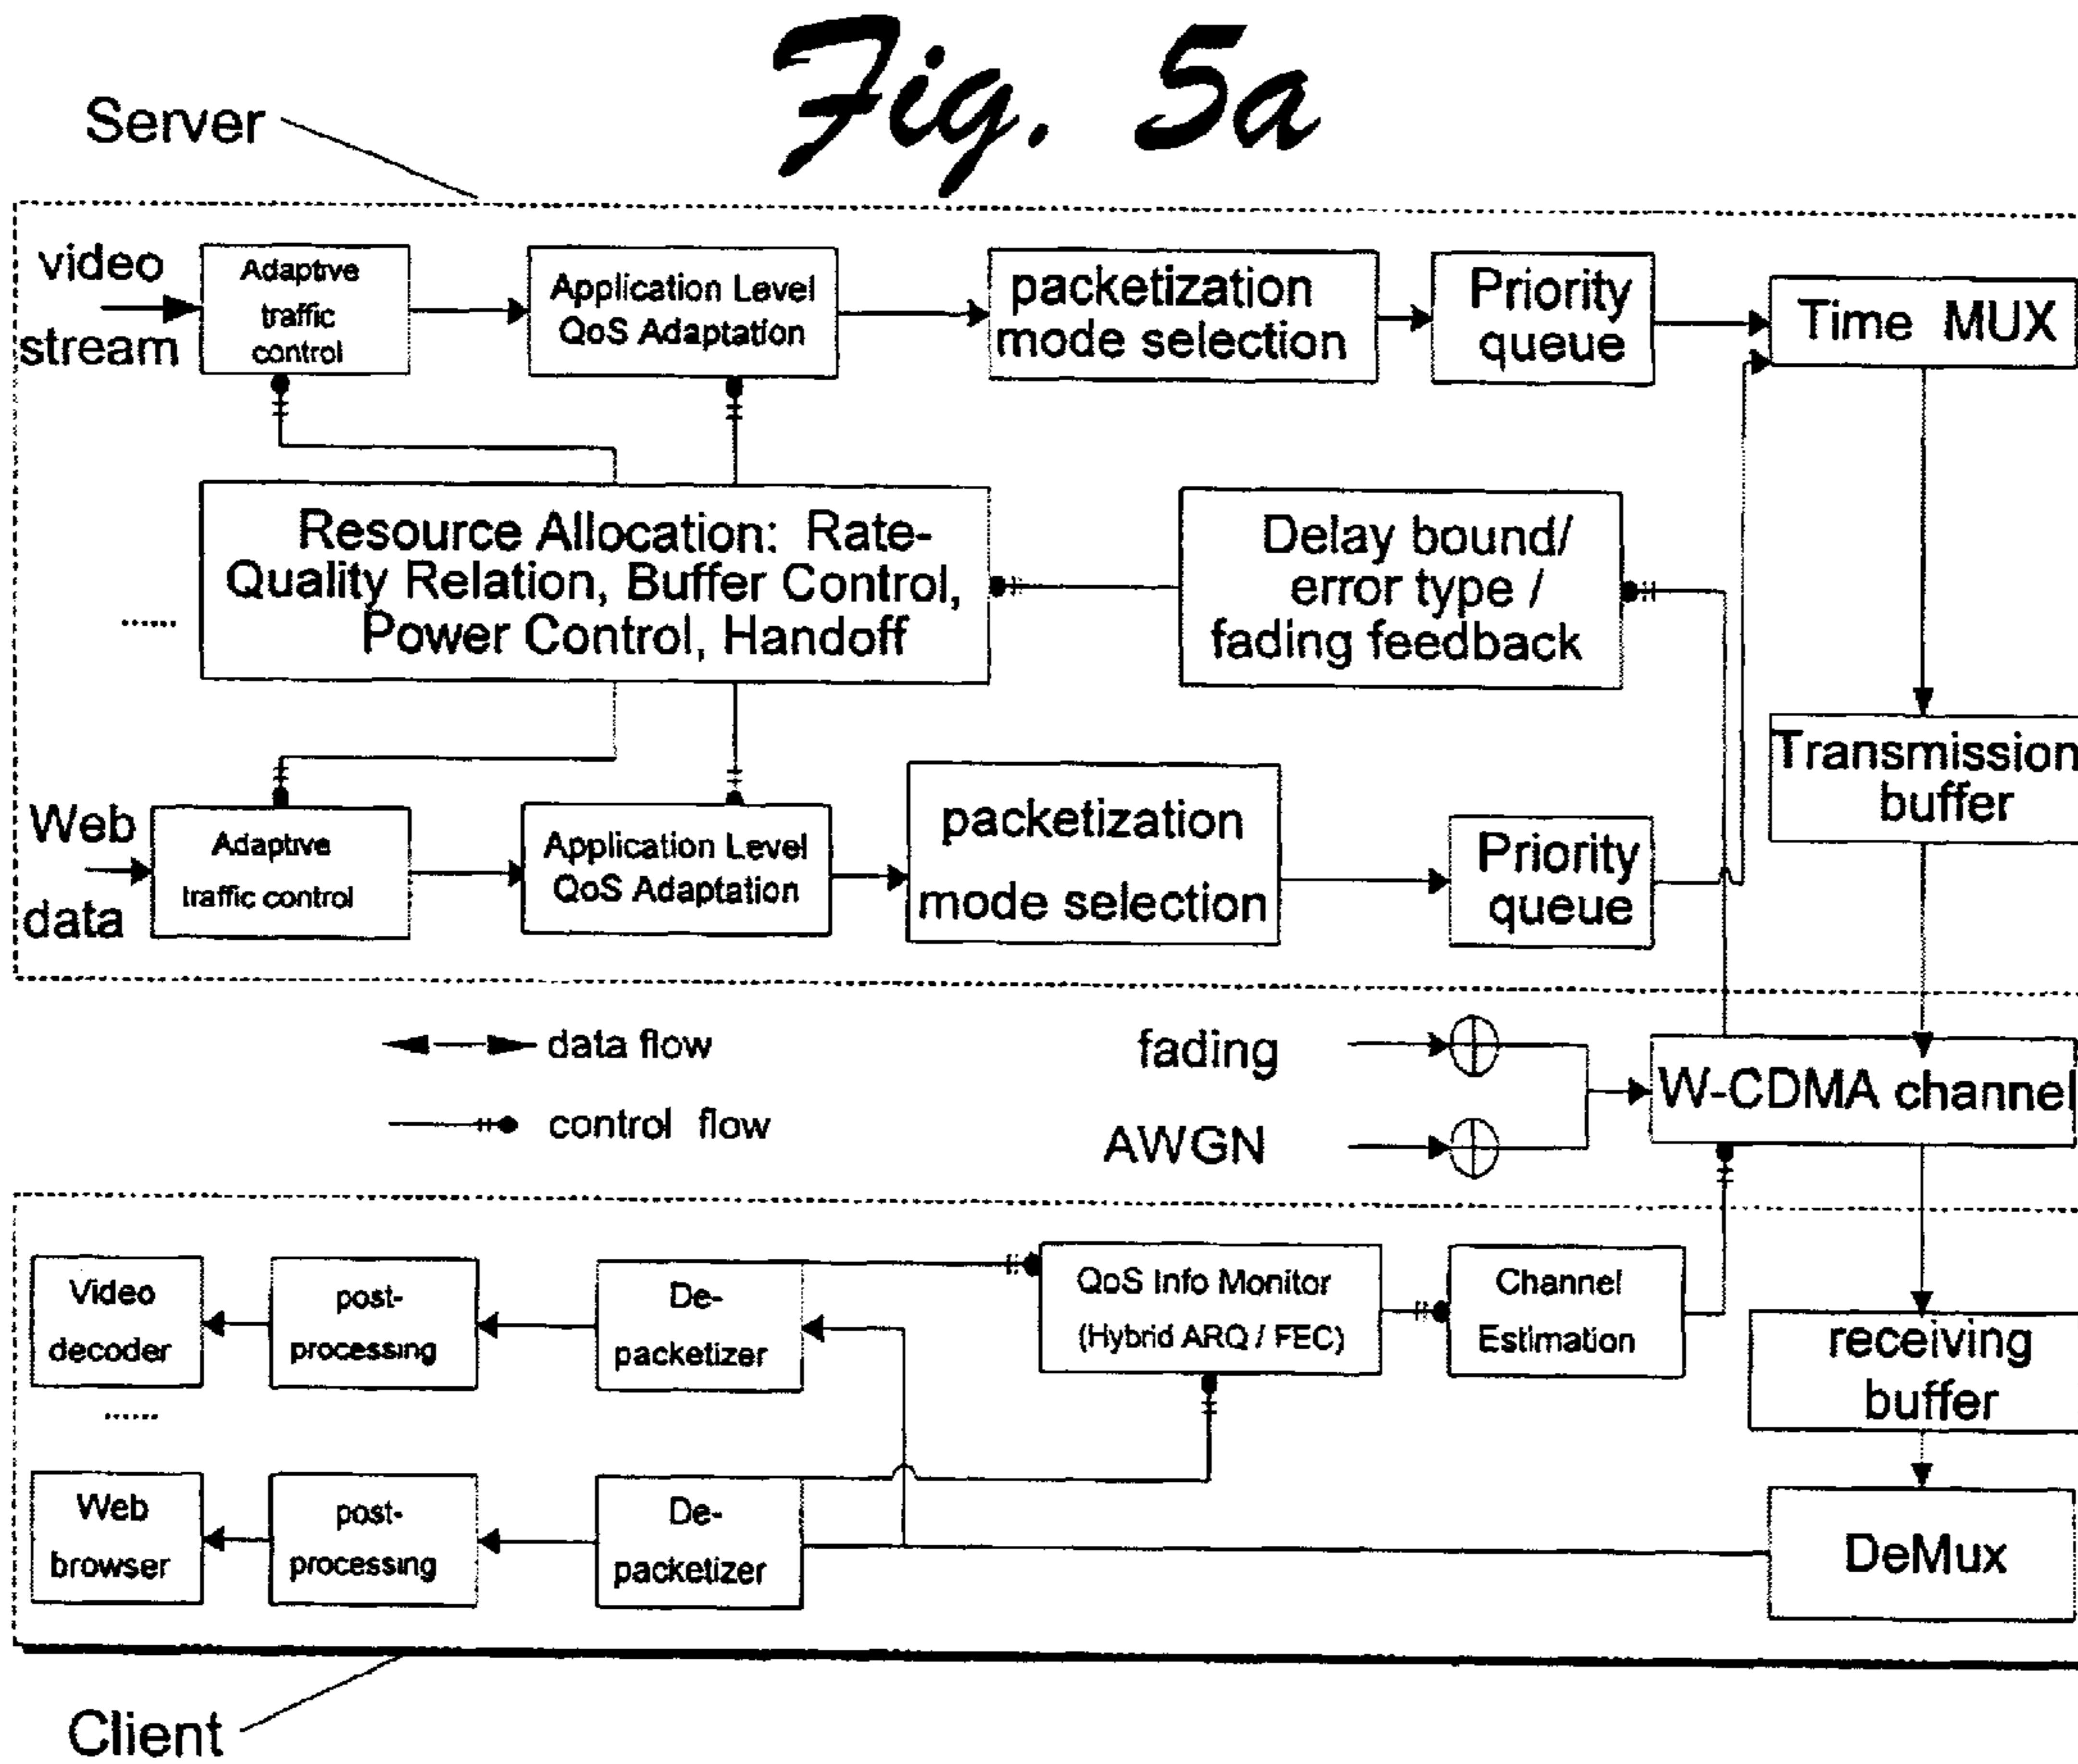 Fig. 5a
Server
video
stream
Adaptive
traffic
control
Application Level
QoS Adaptation
packetization
mode selection
Priority
queue
Time MUX
Resource Allocation: Rate-
Quality Relation, Buffer Control,
Power Control, Handoff
Delay bound/
error type /
fading feedback
......
Transmission
buffer
Web
data
Adaptive
traffic control
Application Level
QoS Adaptation
packetization
mode selection
Priority
queue
data flow
control flow
fading
AWGN
W-CDMA channel
Video
decoder
post-
processing
De-
packetizer
QoS Info Monitor
(Hybrid ARQ / FEC)
Channel
Estimation
receiving
buffer
......
Web
browser
post-
processing
De-
packetizer
DeMux
Client